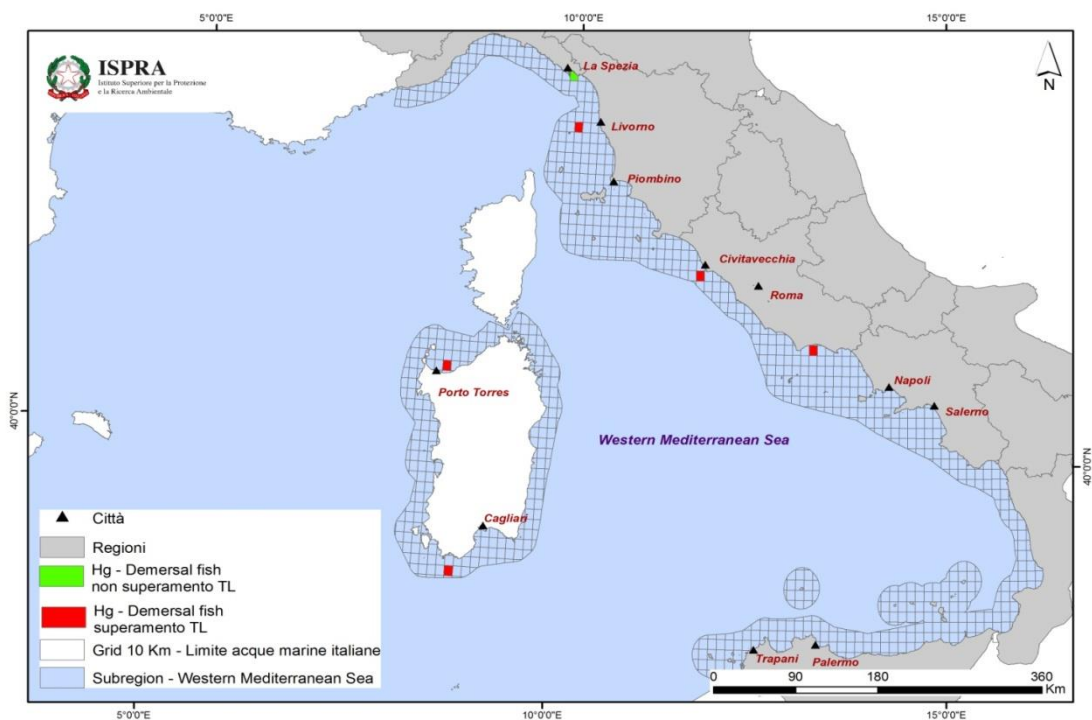 5°0'0"E
10°0'0"E
15°0'0"E
ISPRA
Istituto Superiore per la Protezione
e la Ricerca Ambientale
N
La Spezia
Livorno
Piombino
Civitavecchia
Roma
Porto Torres
Napoli
Salerno
40°0'0"N
Western Mediterranean Sea
40°0'0"N
Cagliari
Città
Regioni
Hg - Demersal fish
non superamento TL
Hg - Demersal fish
superamento TL
Grid 10 Km - Limite acque marine italiane
Subregion - Western Mediterranean Sea
Trapani
Palermo
0 90 180 360
Km
5°0'0"E
10°0'0"E
15°0'0"E